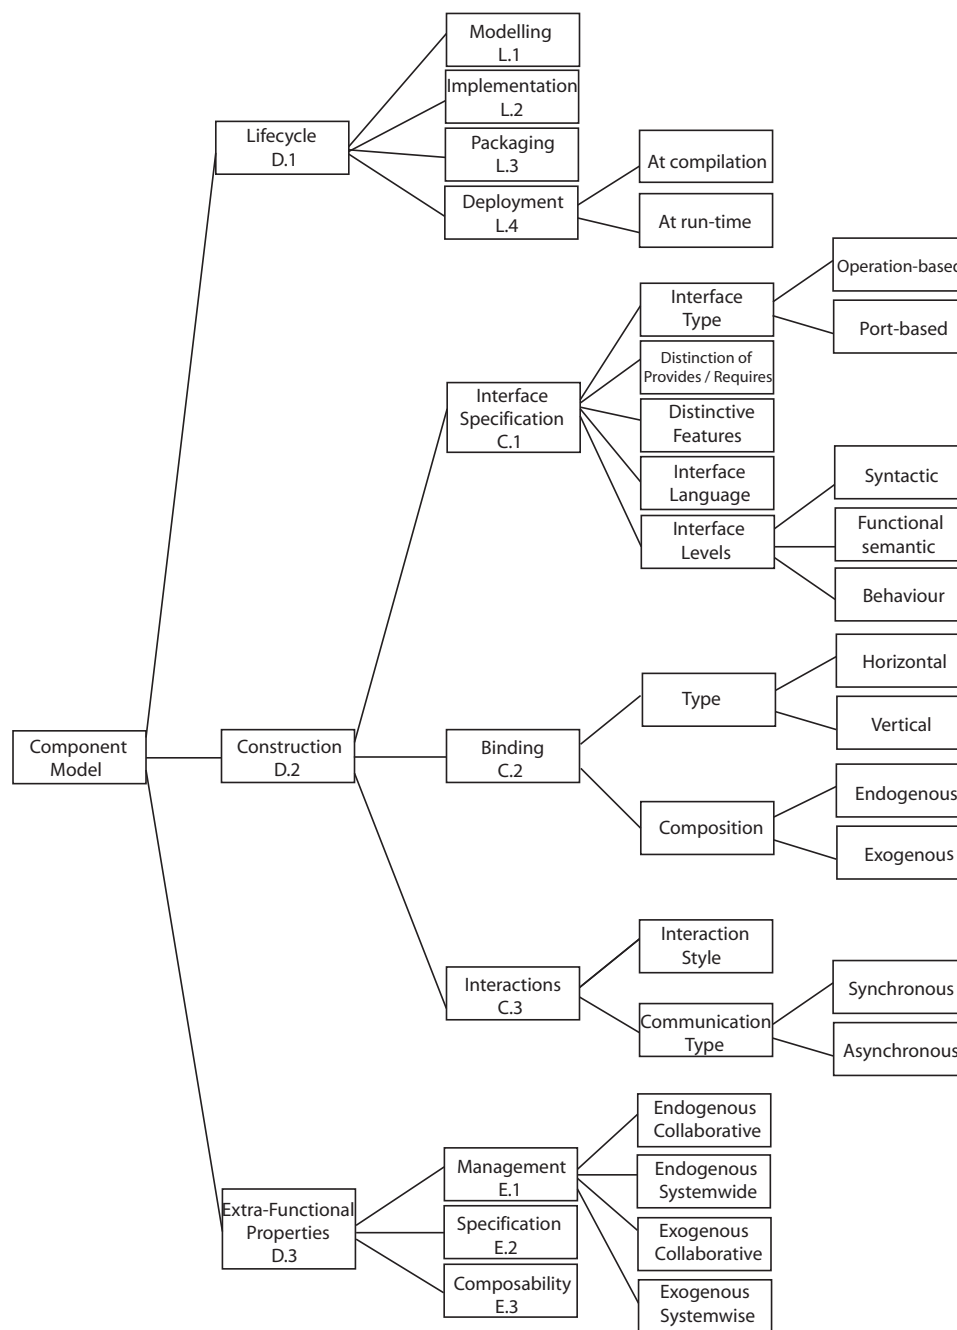 Modelling
L.1
Implementation
L.2
Lifecycle
D.1
Packaging
L.3
At compilation
Deployment
L.4
At run-time
Operation-based
Interface
Type
Port-based
Distinction of
Provides / Requires
Interface
Specification
C.1
Distinctive
Features
Interface
Language
Syntactic
Interface
Levels
Functional
semantic
Behaviour
Horizontal
Type
Vertical
Component
Model
Construction
D.2
Binding
C.2
Endogenous
Composition
Exogenous
Interaction
Style
Interactions
C.3
Synchronous
Communication
Type
Asynchronous
Endogenous
Collaborative
Management
E.1
Endogenous
Systemwide
Extra-Functional
Properties
D.3
Specification
E.2
Exogenous
Collaborative
Composability
E.3
Exogenous
Systemwise